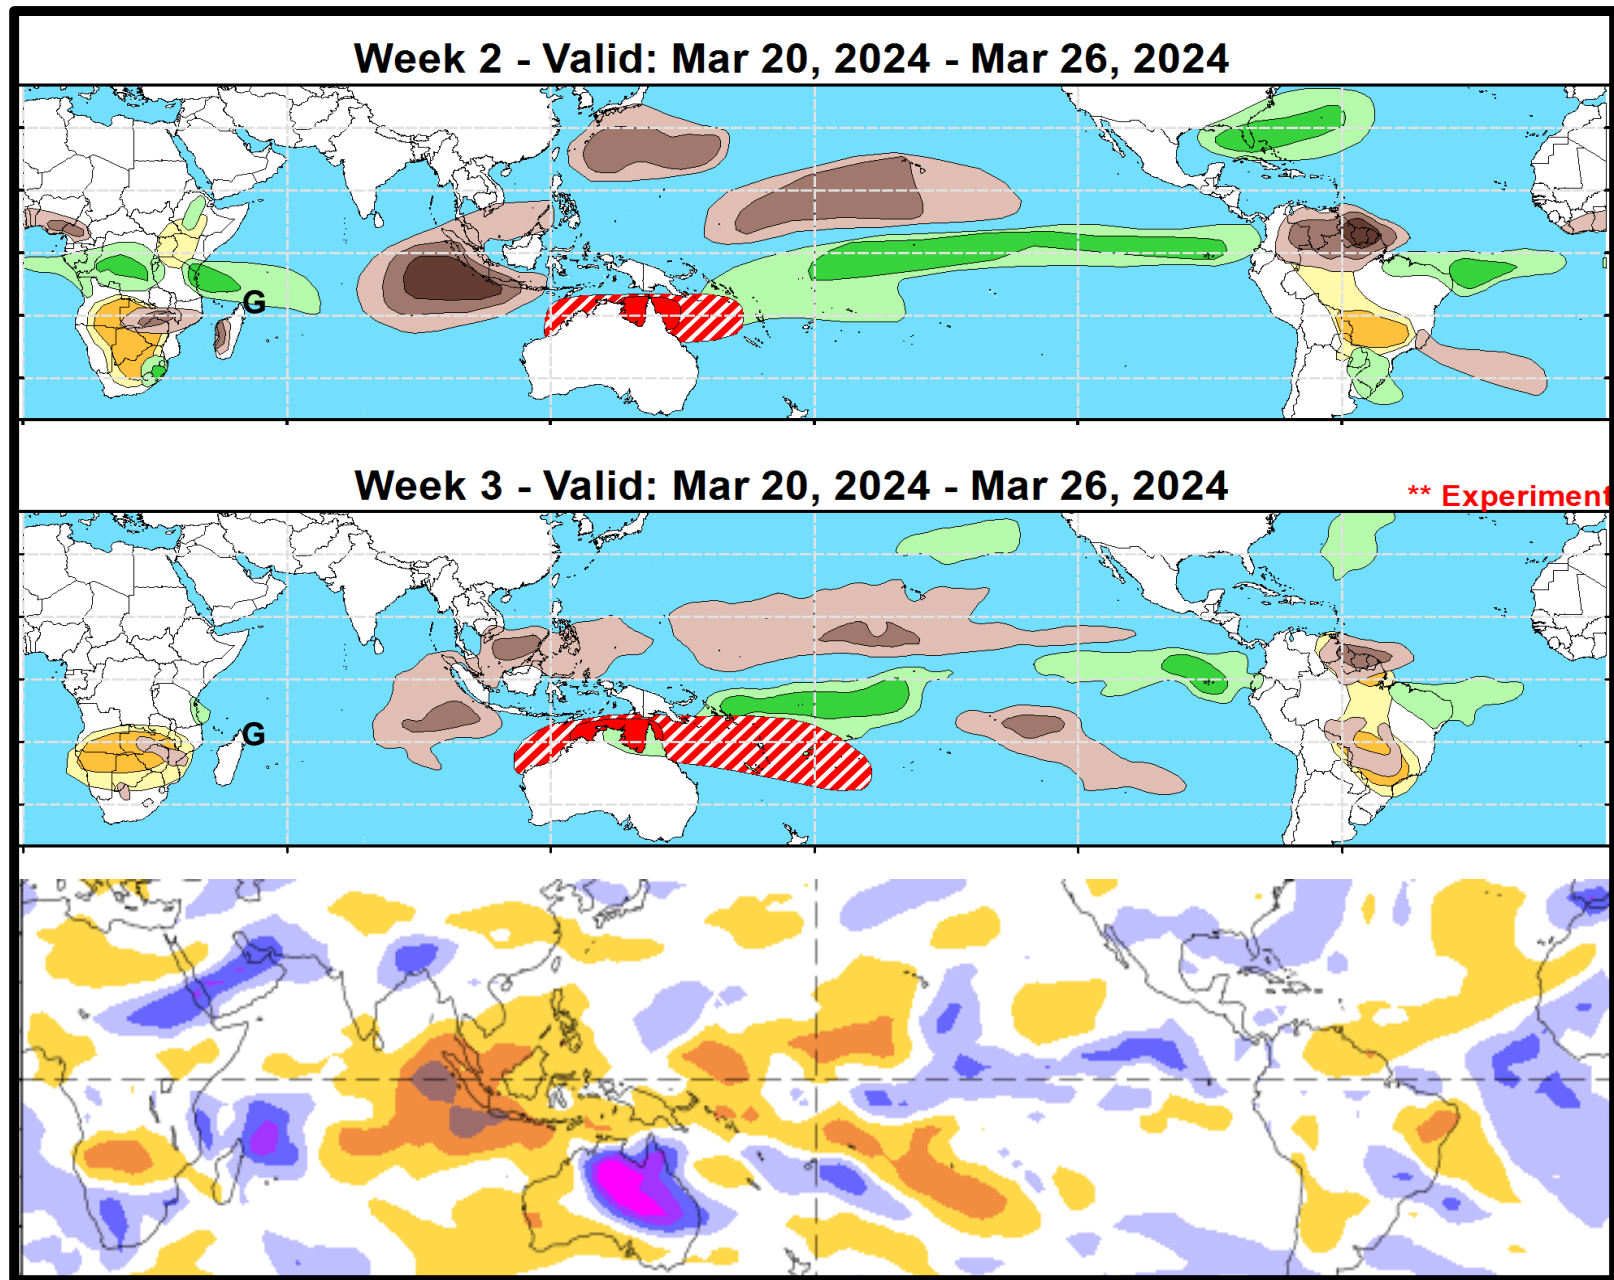 Week 2 - Valid: Mar 20, 2024 - Mar 26, 2024
G
Week 3 - Valid: Mar 20, 2024 - Mar 26, 2024
** Experiment
G